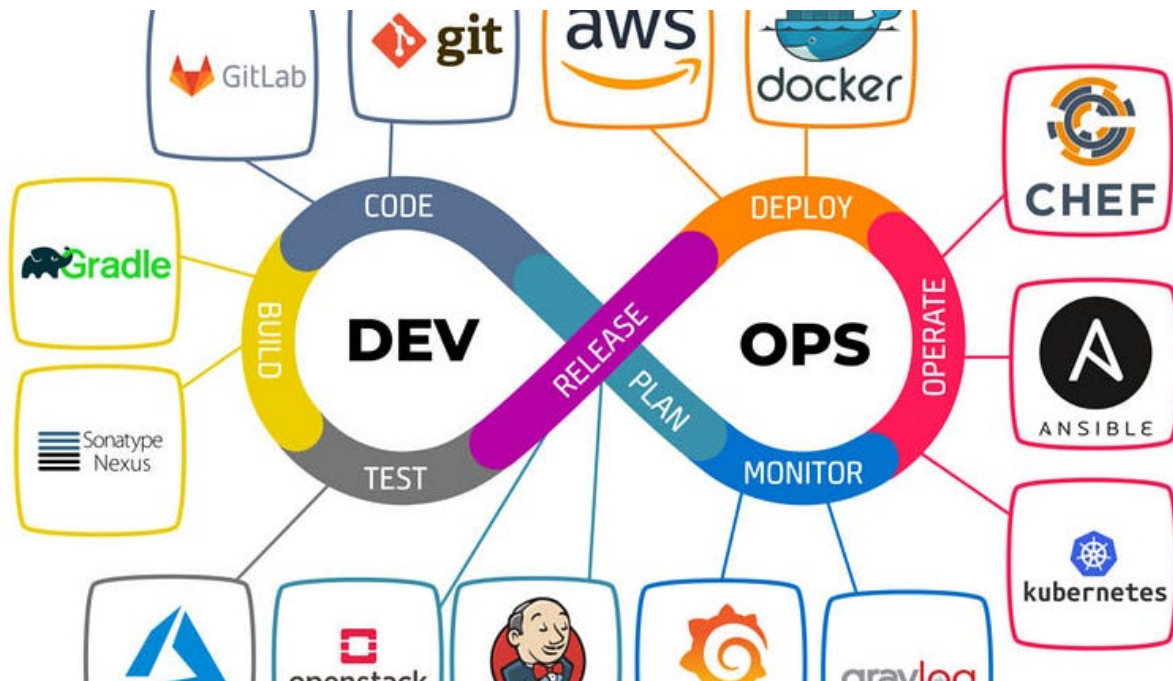 GitLab
git
aws
docker
CHEF
CODE
DEPLOY
Gradle
BUILD
DEV
RELEASE
PLAN
OPS
OPERATE
ANSIBLE
Sonatype
Nexus
TEST
MONITOR
kubernetes
openstack
graylog